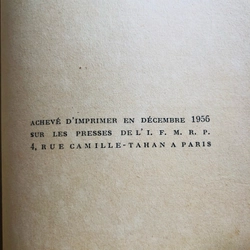 ACHEVÉ D'IMPRIMER EN DÉCEMBRE 1956
SUR LES PRESSES DE L'I. F. M. R. P.
4, RUE CAMILLE-TAHAN A PARIS